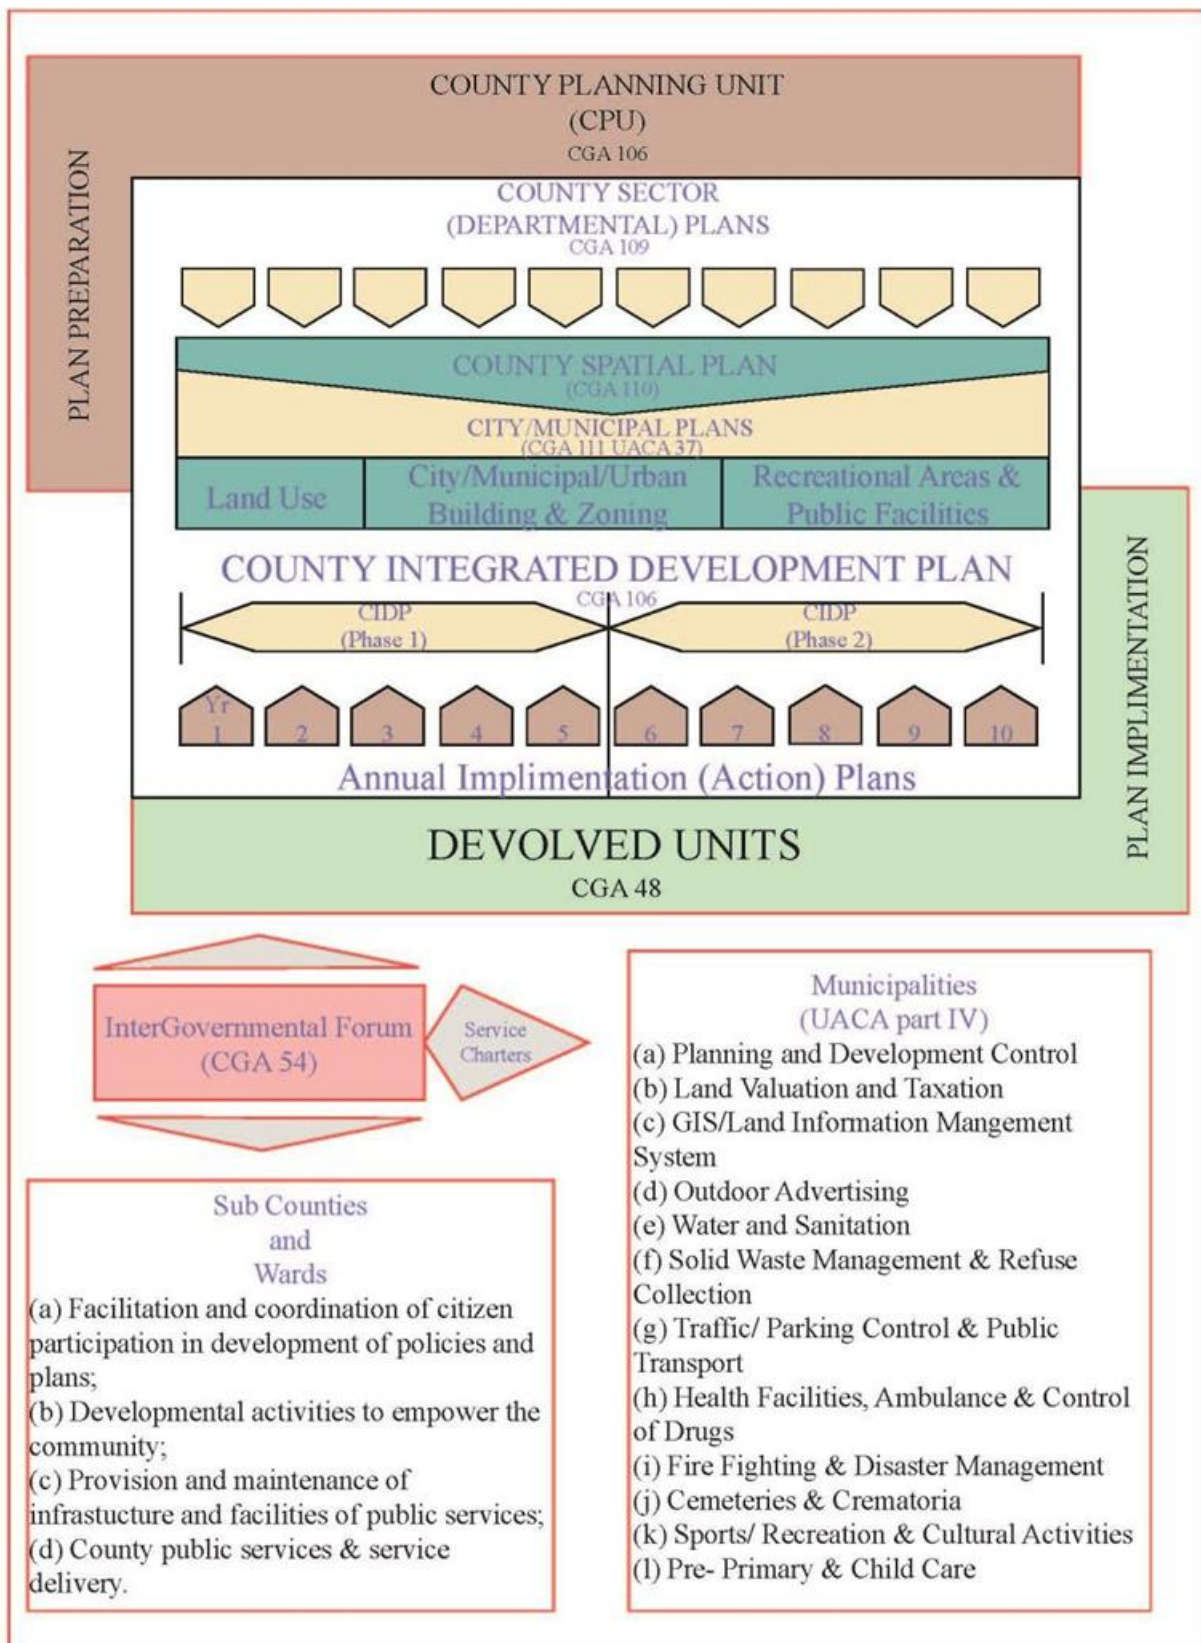 COUNTY PLANNING UNIT
(CPU)
CGA 106
PLAN PREPARATION
COUNTY SECTOR
(DEPARTMENTAL) PLANS
CGA 109
COUNTY SPATIAL PLAN
(CGA 110)
CITY/MUNICIPAL PLANS
(CGA 111 UACA 37)
Land Use
City/Municipal/Urban
Building & Zoning
Recreational Areas &
Public Facilities
COUNTY INTEGRATED DEVELOPMENT PLAN
CGA 106
CIDP
(Phase 1)
CIDP
(Phase 2)
Yr
1 2 3 4 5 6 7 8 9 10
Annual Implimentation (Action) Plans
PLAN IMPLIMENTATION
DEVOLVED UNITS
CGA 48
InterGovernmental Forum
(CGA 54)
Service
Charters
Sub Counties
and
Wards
(a) Facilitation and coordination of citizen
participation in development of policies and
plans;
(b) Developmental activities to empower the
community;
(c) Provision and maintenance of
infrastucture and facilities of public services;
(d) County public services & service
delivery.
Municipalities
(UACA part IV)
(a) Planning and Development Control
(b) Land Valuation and Taxation
(c) GIS/Land Information Mangement
System
(d) Outdoor Advertising
(e) Water and Sanitation
(f) Solid Waste Management & Refuse
Collection
(g) Traffic/ Parking Control & Public
Transport
(h) Health Facilities, Ambulance & Control
of Drugs
(i) Fire Fighting & Disaster Management
(j) Cemeteries & Crematoria
(k) Sports/ Recreation & Cultural Activities
(l) Pre- Primary & Child Care